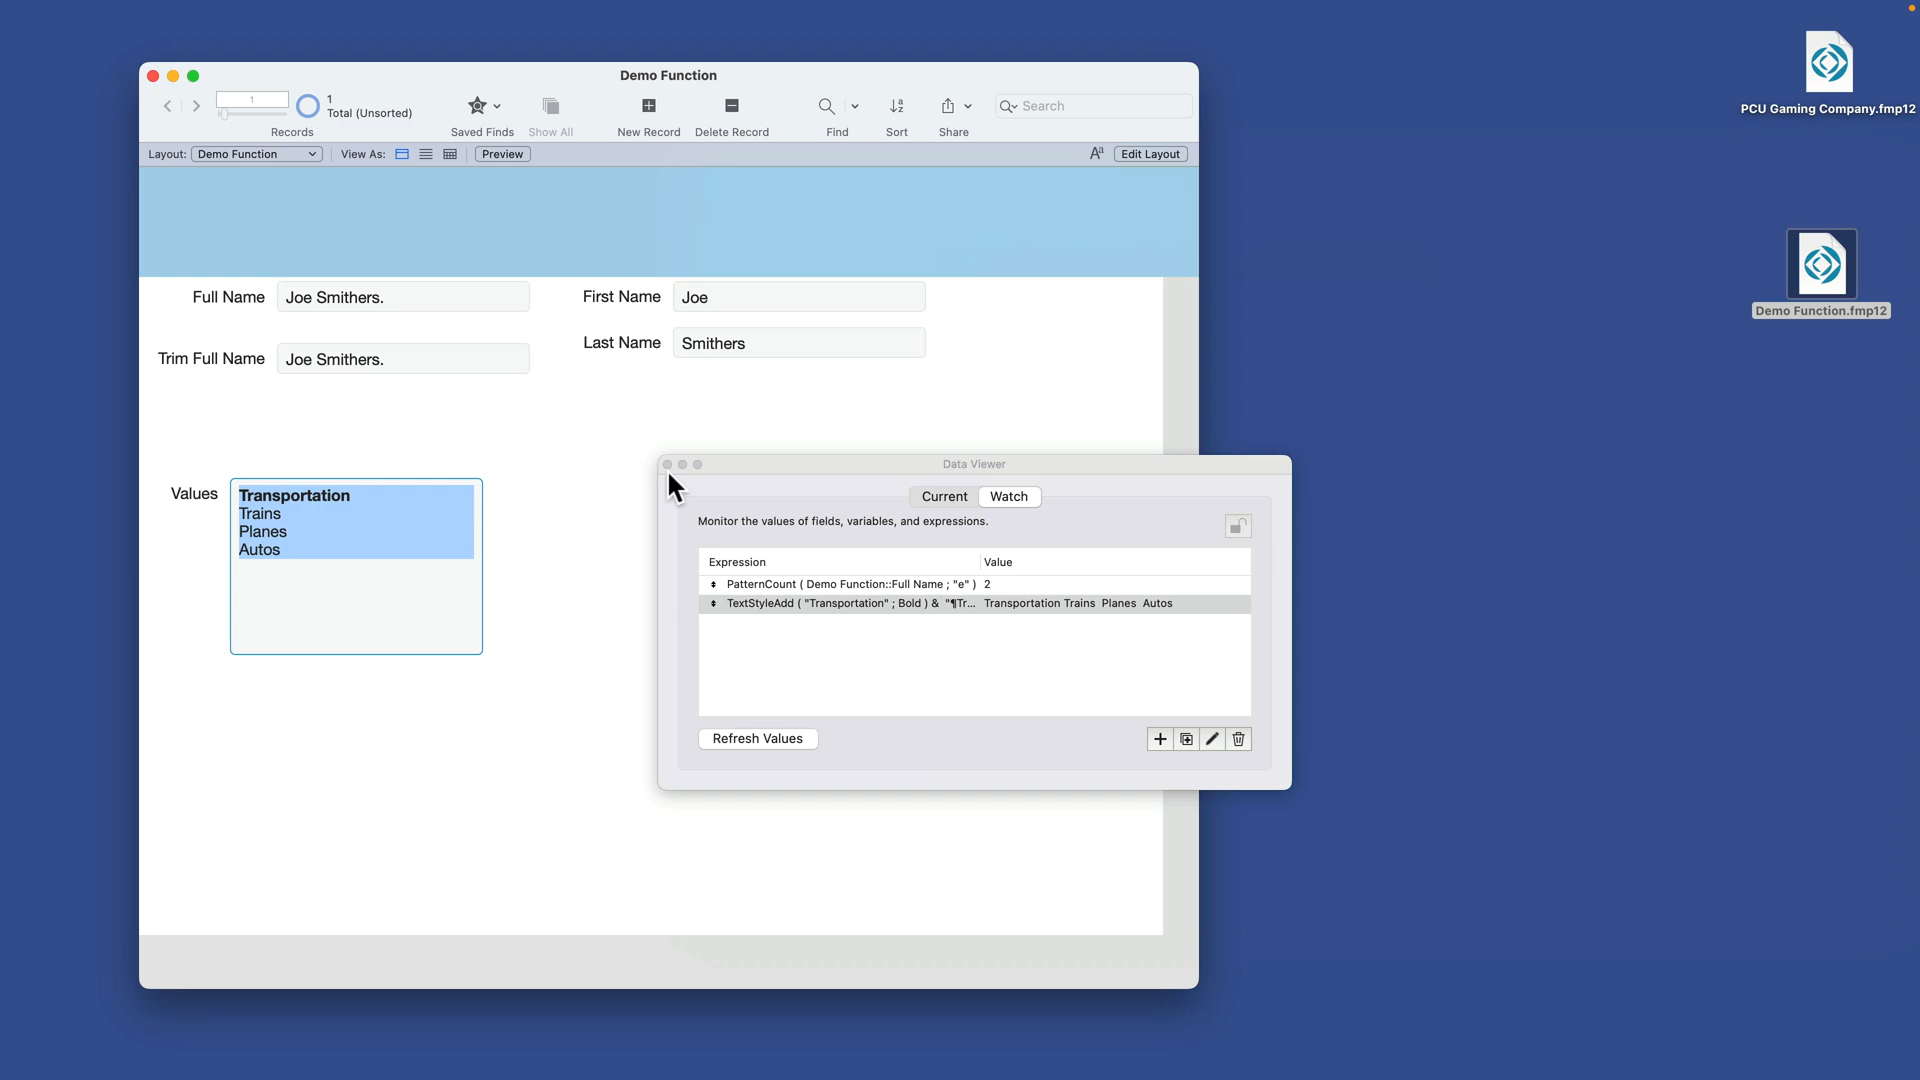 Demo Function
1
1
Total (Unsorted)
Search
Records
Saved Finds
Show All
New Record
Delete Record
Find
Sort
Share
Layout:
Demo Function
View As:
Preview
Aa
Edit Layout
Full Name
Joe Smithers.
First Name
Joe
Last Name
Smithers
Trim Full Name
Joe Smithers.
Values
Transportation
Trains
Planes
Autos
Data Viewer
Current
Watch
Monitor the values of fields, variables, and expressions.
Expression
Value
PatternCount ( Demo Function::Full Name ; "e" )
2
TextStyleAdd ( "Transportation" ; Bold ) & "¶Tr...
Transportation Trains Planes Autos
Refresh Values
PCU Gaming Company.fmp12
Demo Function.fmp12